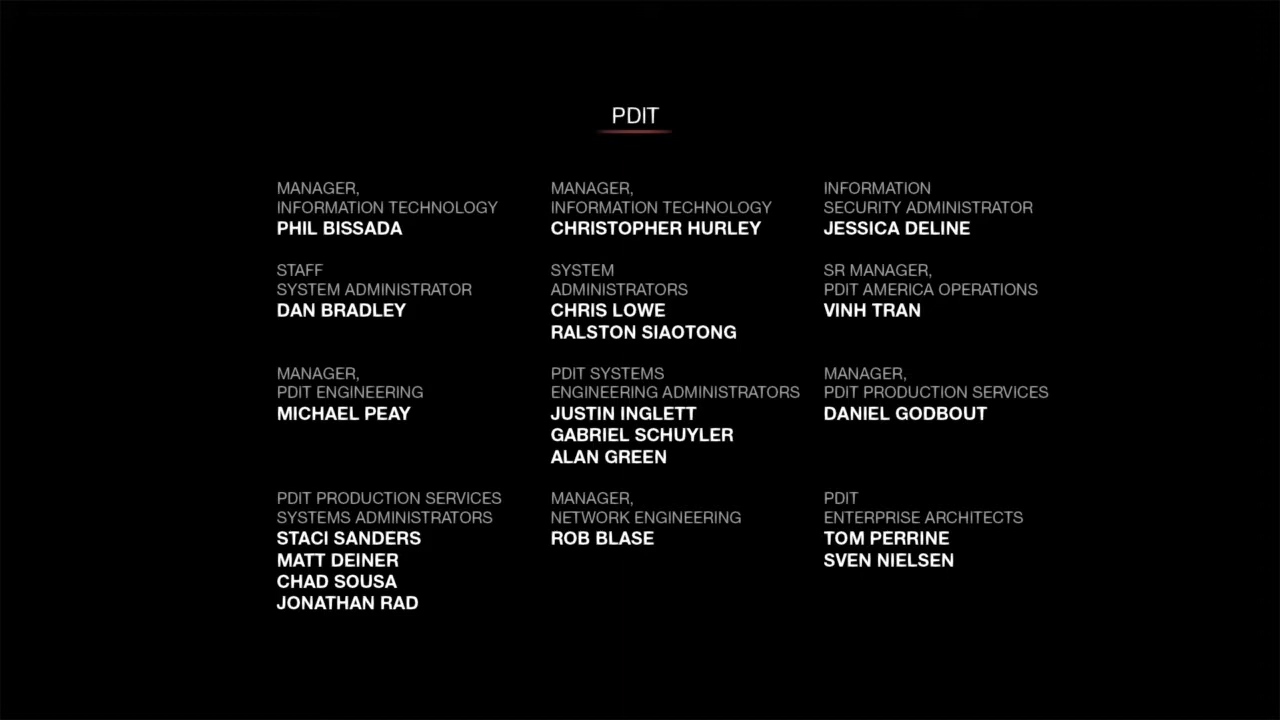 PDIT
MANAGER,
INFORMATION TECHNOLOGY
PHIL BISSADA
MANAGER,
INFORMATION TECHNOLOGY
CHRISTOPHER HURLEY
INFORMATION
SECURITY ADMINISTRATOR
JESSICA DELINE
STAFF
SYSTEM ADMINISTRATOR
DAN BRADLEY
SYSTEM
ADMINISTRATORS
CHRIS LOWE
RALSTON SIAOTONG
SR MANAGER,
PDIT AMERICA OPERATIONS
VINH TRAN
MANAGER,
PDIT ENGINEERING
MICHAEL PEAY
PDIT SYSTEMS
ENGINEERING ADMINISTRATORS
JUSTIN INGLETT
GABRIEL SCHUYLER
ALAN GREEN
MANAGER,
PDIT PRODUCTION SERVICES
DANIEL GODBOUT
PDIT PRODUCTION SERVICES
SYSTEMS ADMINISTRATORS
STACI SANDERS
MATT DEINER
CHAD SOUSA
JONATHAN RAD
MANAGER,
NETWORK ENGINEERING
ROB BLASE
PDIT
ENTERPRISE ARCHITECTS
TOM PERRINE
SVEN NIELSEN